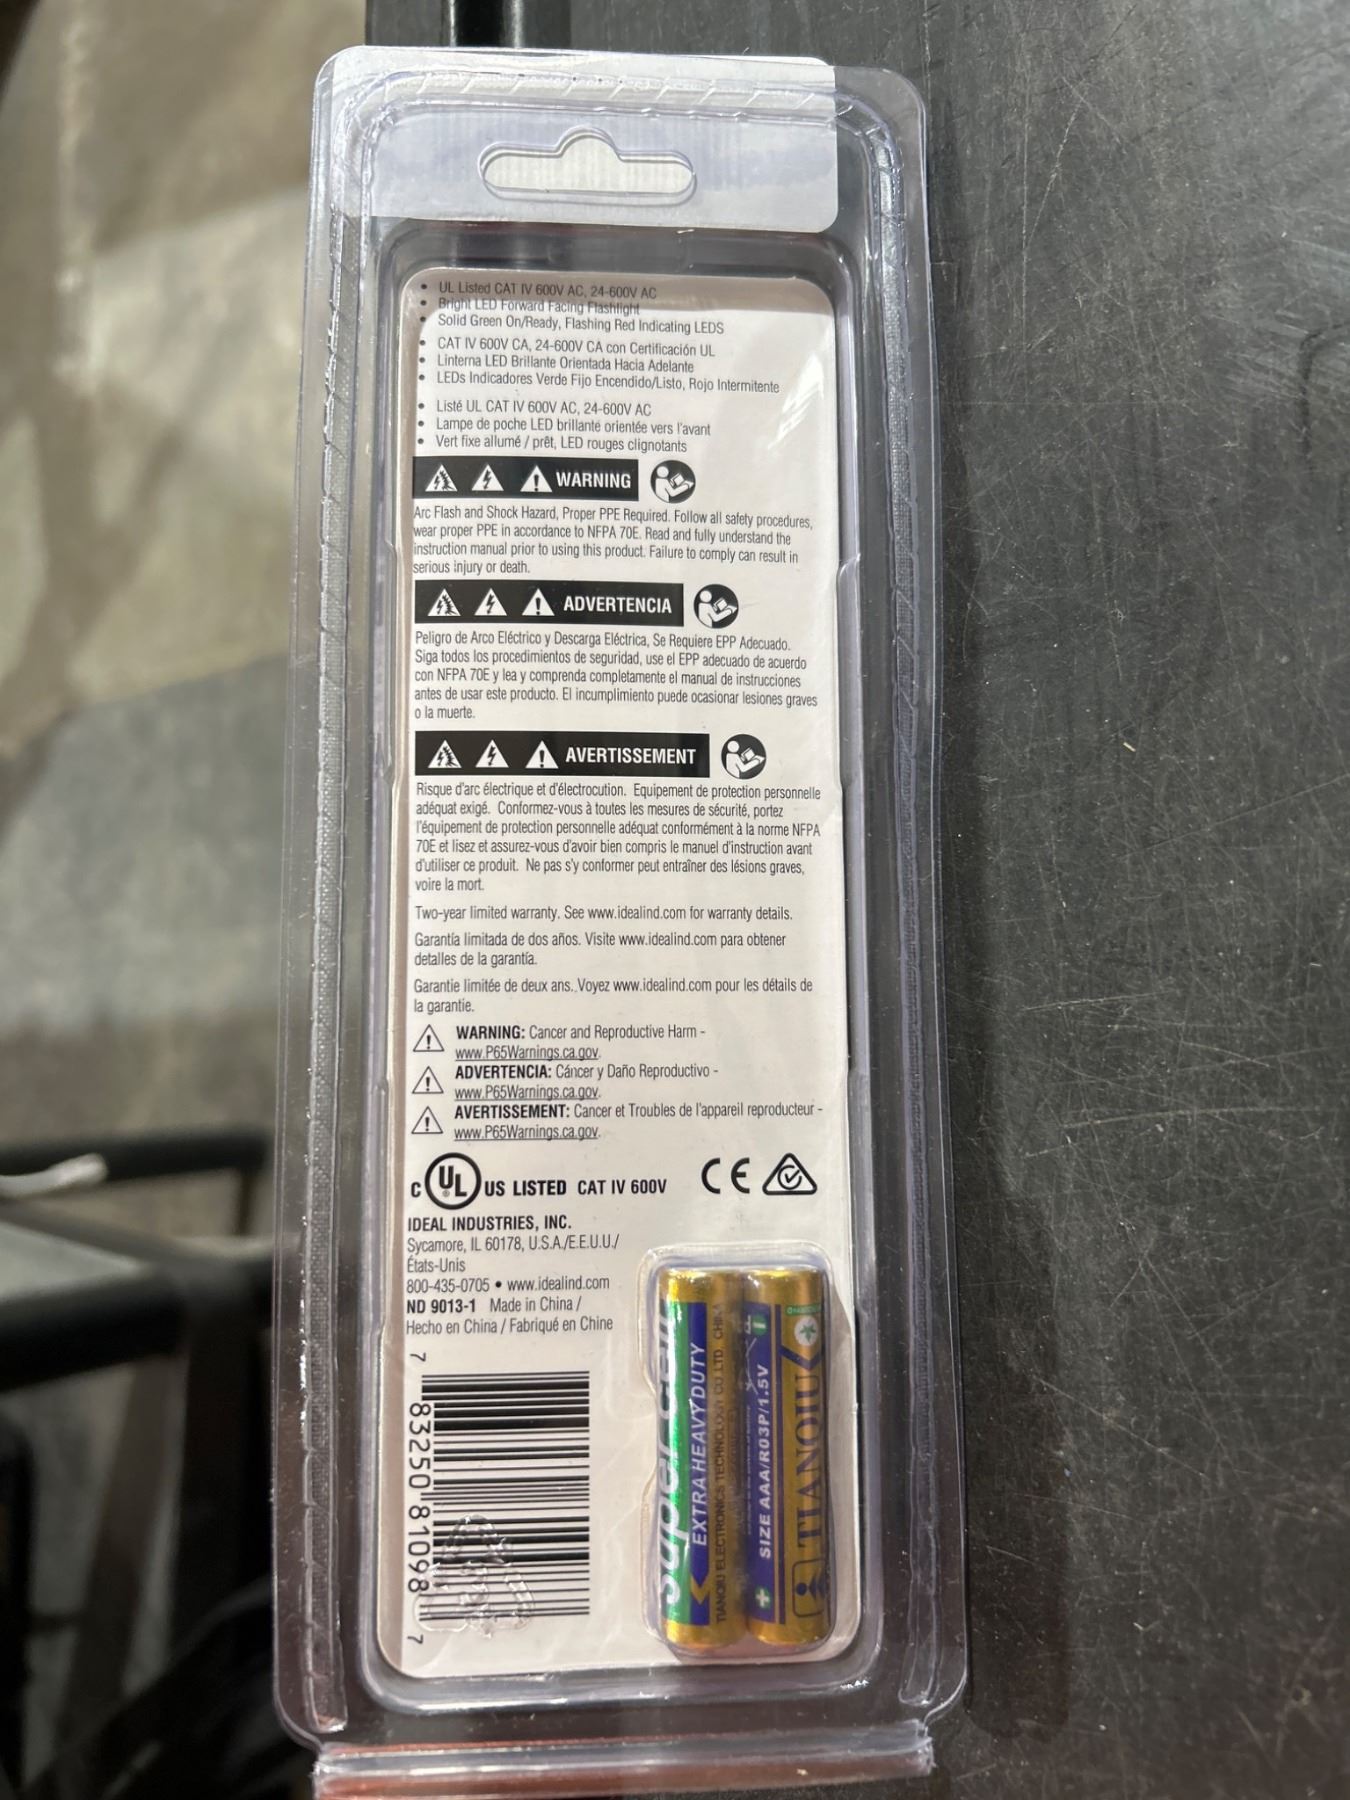 • UL Listed CAT IV 600V AC, 24-600V AC
• Bright LED Forward Facing Flashlight
• Solid Green On/Ready, Flashing Red Indicating LEDS
• CAT IV 600V CA, 24-600V CA con Certificación UL
• Linterna LED Brillante Orientada Hacia Adelante
• LEDs Indicadores Verde Fijo Encendido/Listo, Rojo Intermitente
• Listé UL CAT IV 600V AC, 24-600V AC
• Lampe de poche LED brillante orientée vers l'avant
• Vert fixe allumé / prêt, LED rouges clignotants
WARNING
Arc Flash and Shock Hazard, Proper PPE Required. Follow all safety procedures,
wear proper PPE in accordance to NFPA 70E. Read and fully understand the
instruction manual prior to using this product. Failure to comply can result in
serious injury or death.
ADVERTENCIA
Peligro de Arco Eléctrico y Descarga Eléctrica, Se Requiere EPP Adecuado.
Siga todos los procedimientos de seguridad, use el EPP adecuado de acuerdo
con NFPA 70E y lea y comprenda completamente el manual de instrucciones
antes de usar este producto. El incumplimiento puede ocasionar lesiones graves
o la muerte.
AVERTISSEMENT
Risque d'arc électrique et d'électrocution. Equipement de protection personnelle
adéquat exigé. Conformez-vous à toutes les mesures de sécurité, portez
l'équipement de protection personnelle adéquat conformément à la norme NFPA
70E et lisez et assurez-vous d'avoir bien compris le manuel d'instruction avant
d'utiliser ce produit. Ne pas s'y conformer peut entraîner des lésions graves,
voire la mort.
Two-year limited warranty. See www.idealind.com for warranty details.
Garantía limitada de dos años. Visite www.idealind.com para obtener
detalles de la garantía.
Garantie limitée de deux ans. Voyez www.idealind.com pour les détails de
la garantie.
WARNING: Cancer and Reproductive Harm -
www.P65Warnings.ca.gov.
ADVERTENCIA: Cáncer y Daño Reproductivo -
www.P65Warnings.ca.gov.
AVERTISSEMENT: Cancer et Troubles de l'appareil reproducteur -
www.P65Warnings.ca.gov.
C UL US LISTED CAT IV 600V CE
IDEAL INDUSTRIES, INC.
Sycamore, IL 60178, U.S.A./E.E.U.U./
États-Unis
800-435-0705 • www.idealind.com
ND 9013-1 Made in China /
Hecho en China / Fabriqué en Chine
7 83250 81098 7
super
EXTRA HEAVY DUTY
TIANQIU ELECTRONICS TECHNOLOGY CO LTD. CHINA
SIZE AAA/R03P/1.5V
TIANQIU